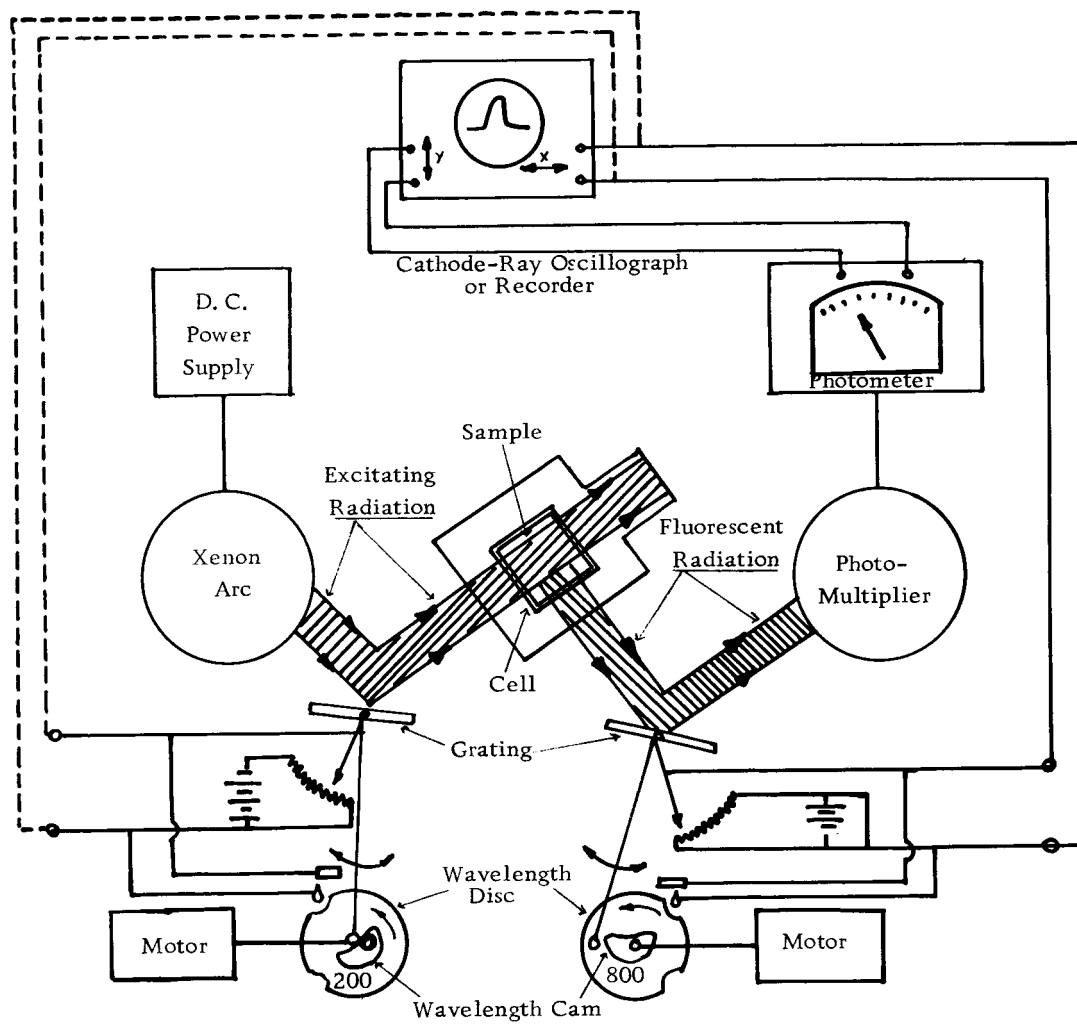 y
x
Cathode-Ray Oscillograph
or Recorder
D. C.
Power
Supply
Photometer
Sample
Excitating
Radiation
Fluorescent
Radiation
Xenon
Arc
Photo-
Multiplier
Cell
Grating
Wavelength
Disc
Motor
200
800
Motor
Wavelength Cam